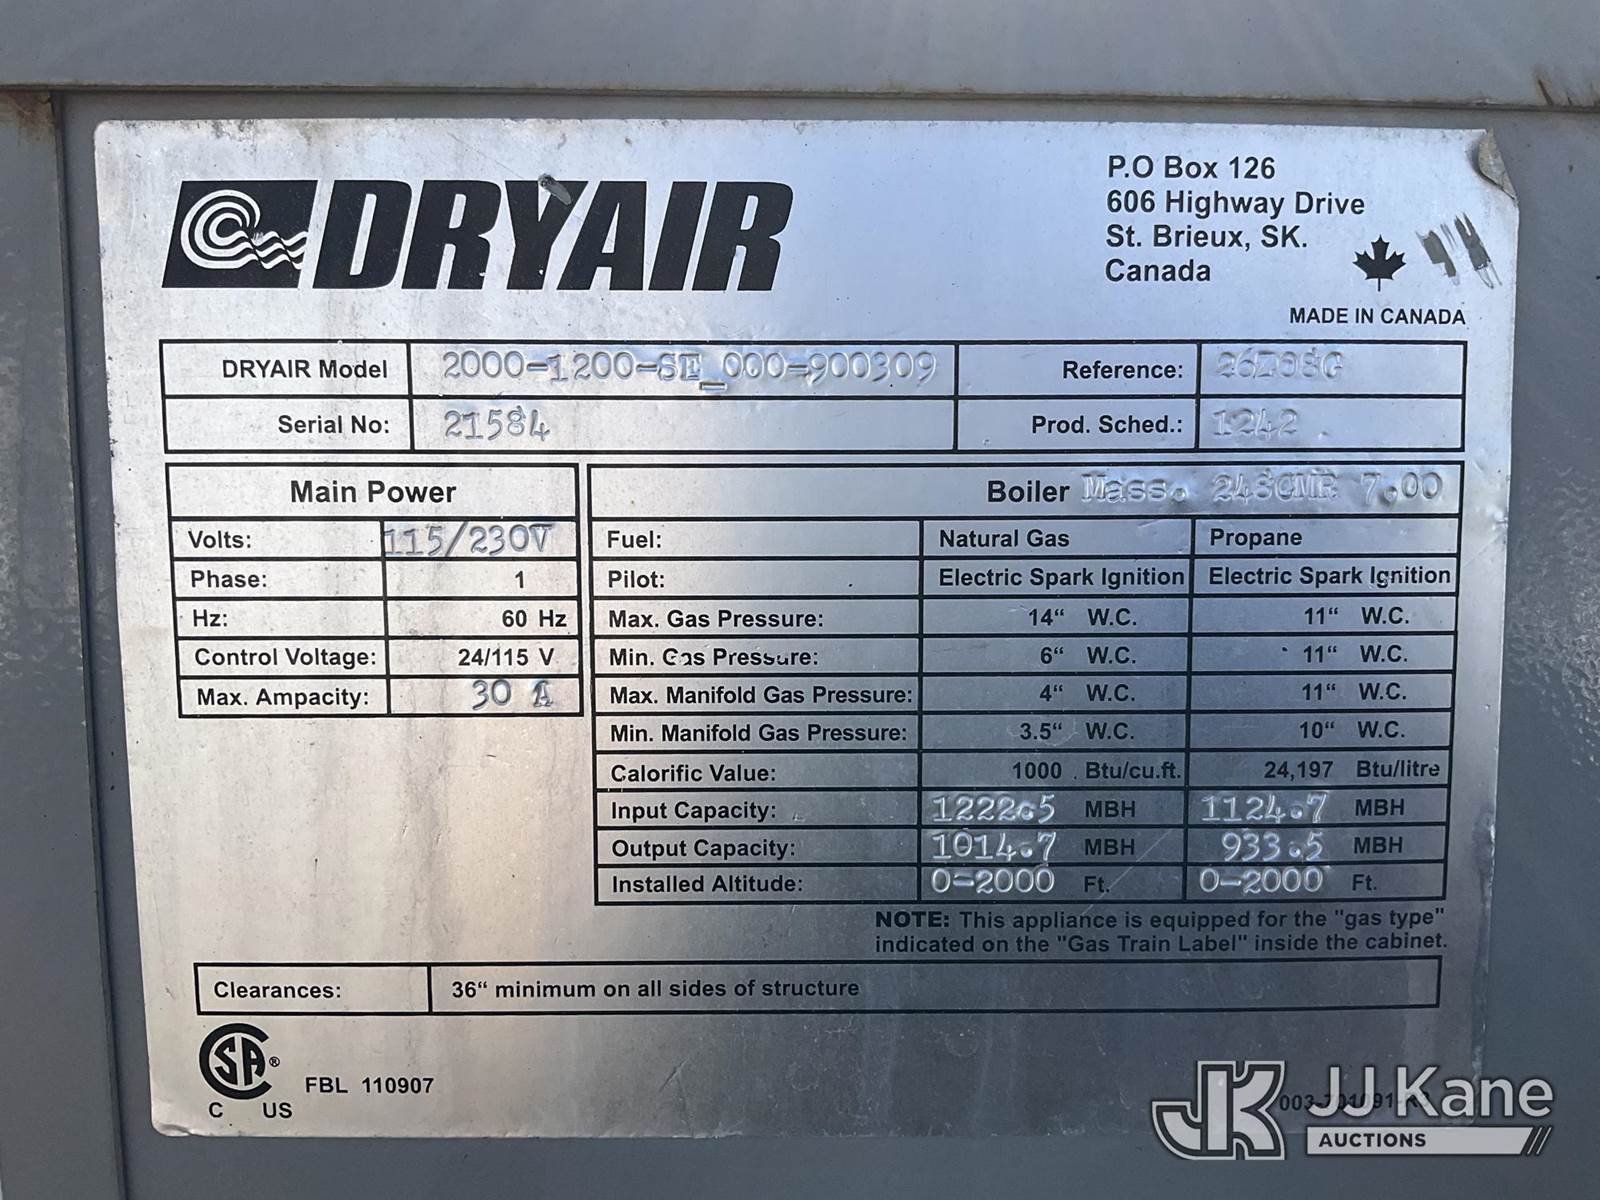 DRYAIR
P.O Box 126
606 Highway Drive
St. Brieux, SK.
Canada
MADE IN CANADA
DRYAIR Model 2000-1200-SE_000-900309 Reference:
Serial No: 21584 Prod. Sched.: 1242
Main Power
Volts: 115/230V
Phase: 1
Hz: 60 Hz
Control Voltage: 24/115 V
Max. Ampacity: 30 A
Boiler Mass. 248GMR 7.00
Fuel: Natural Gas Propane
Pilot: Electric Spark Ignition Electric Spark Ignition
Max. Gas Pressure: 14“ W.C. 11“ W.C.
Min. Gas Pressure: 6“ W.C. 11“ W.C.
Max. Manifold Gas Pressure: 4“ W.C. 11“ W.C.
Min. Manifold Gas Pressure: 3.5“ W.C. 10“ W.C.
Calorific Value: 1000 Btu/cu.ft. 24,197 Btu/litre
Input Capacity: 1222.5 MBH 1124.7 MBH
Output Capacity: 1014.7 MBH 933.5 MBH
Installed Altitude: 0-2000 Ft. 0-2000 Ft.
NOTE: This appliance is equipped for the "gas type"
indicated on the "Gas Train Label" inside the cabinet.
Clearances: 36“ minimum on all sides of structure
CSA®
C US
FBL 110907
JK JJ Kane
AUCTIONS